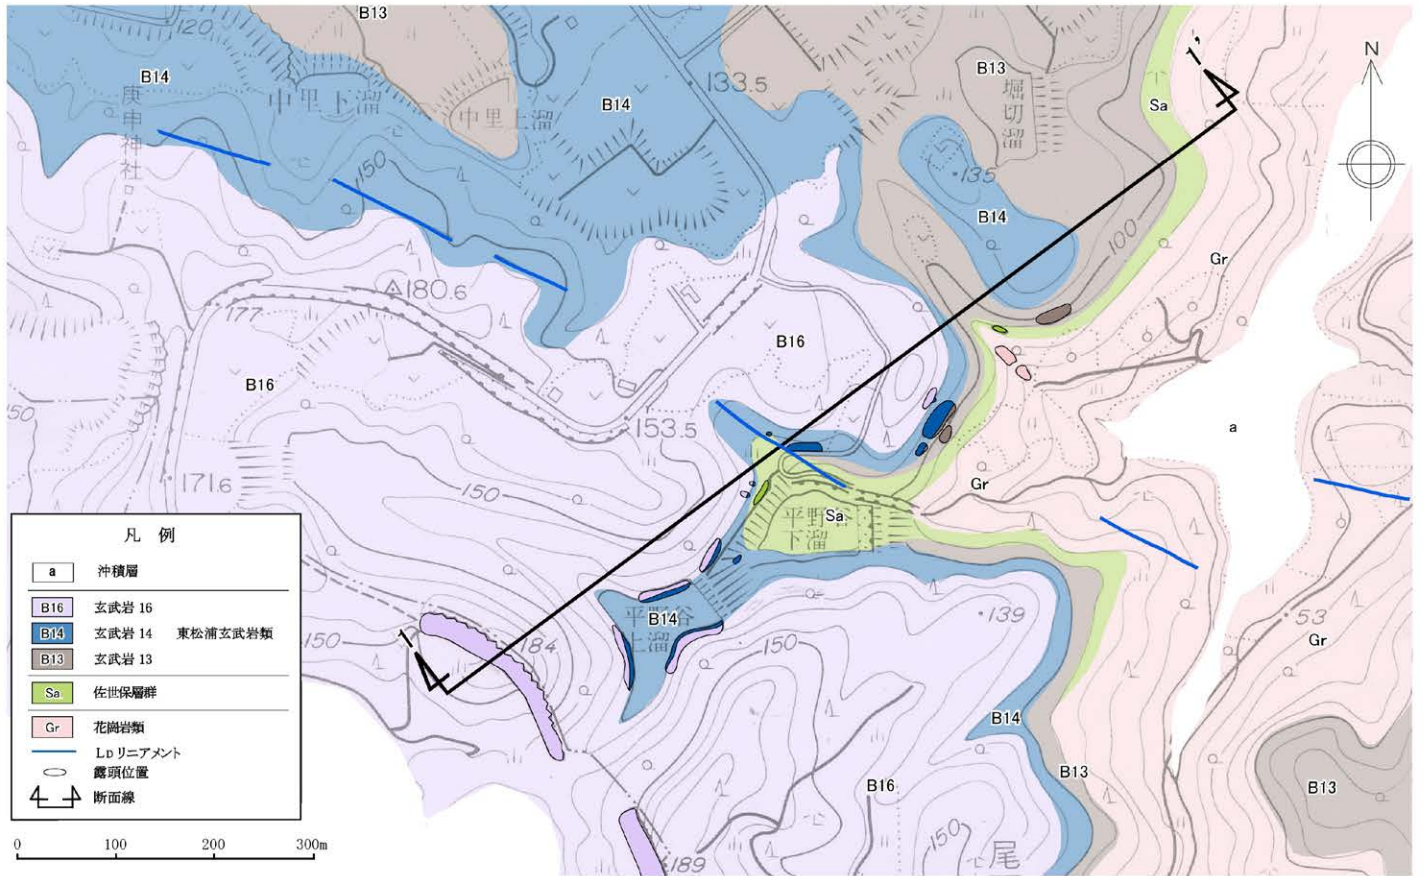 B13
120
B14
庚申神社
中里下溜
中里上溜
B14
133.5
B13
堀切溜
Sa
1’
N
150
135
B14
100
Gr
180.6
177
B16
B16
153.5
a
171.6
150
Gr
Sa
平野谷
下溜
平野谷
上溜
B14
139
150
184
150
1
53
Gr
B14
B16
B13
B13
150
尾
189
凡 例
a 沖積層
B16 玄武岩 16
B14 玄武岩 14 東松浦玄武岩類
B13 玄武岩 13
Sa 佐世保層群
Gr 花崗岩類
LD リニアメント
露頭位置
断面線
0 100 200 300m